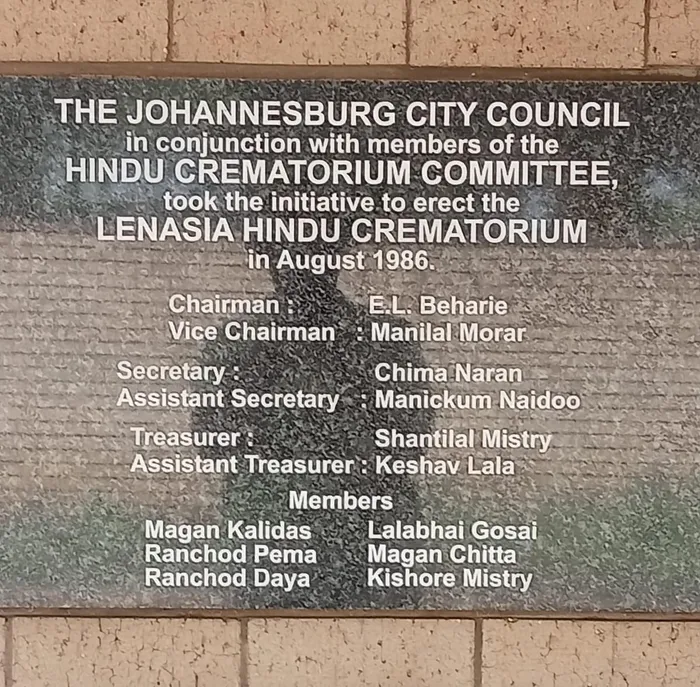 THE JOHANNESBURG CITY COUNCIL
in conjunction with members of the
HINDU CREMATORIUM COMMITTEE,
took the initiative to erect the
LENASIA HINDU CREMATORIUM
in August 1986.
Chairman : E.L. Beharie
Vice Chairman : Manilal Morar
Secretary : Chima Naran
Assistant Secretary : Manickum Naidoo
Treasurer : Shantilal Mistry
Assistant Treasurer : Keshav Lala
Members
Magan Kalidas Lalabhai Gosai
Ranchod Pema Magan Chitta
Ranchod Daya Kishore Mistry